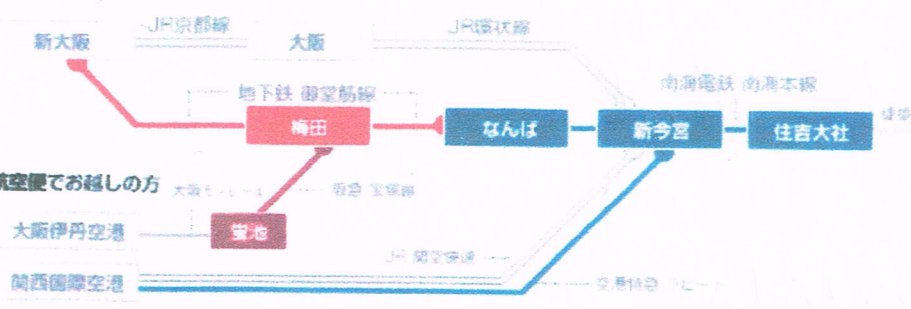 JR京都線
JR環状線
新大阪
大阪
南海電鉄 南海本線
地下鉄 御堂筋線
梅田
なんば
新今宮
住吉大社
徒歩
航空便でお越しの方
大阪モノレール
阪急 宝塚線
大阪伊丹空港
蛍池
JR 関空快速
関西国際空港
空港特急